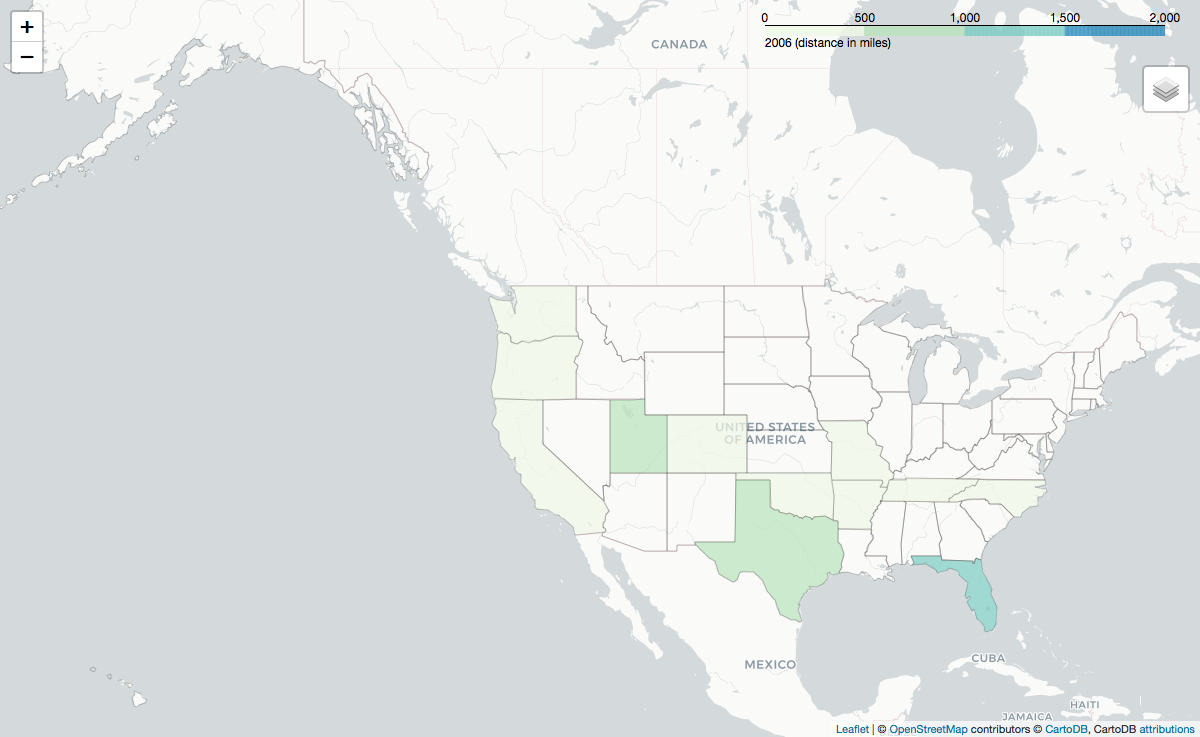 +
−
0 500 1,000 1,500 2,000
2006 (distance in miles)
CANADA
UNITED STATES
OF AMERICA
MEXICO
CUBA
HAITI
JAMAICA
Leaflet | © OpenStreetMap contributors © CartoDB, CartoDB attributions